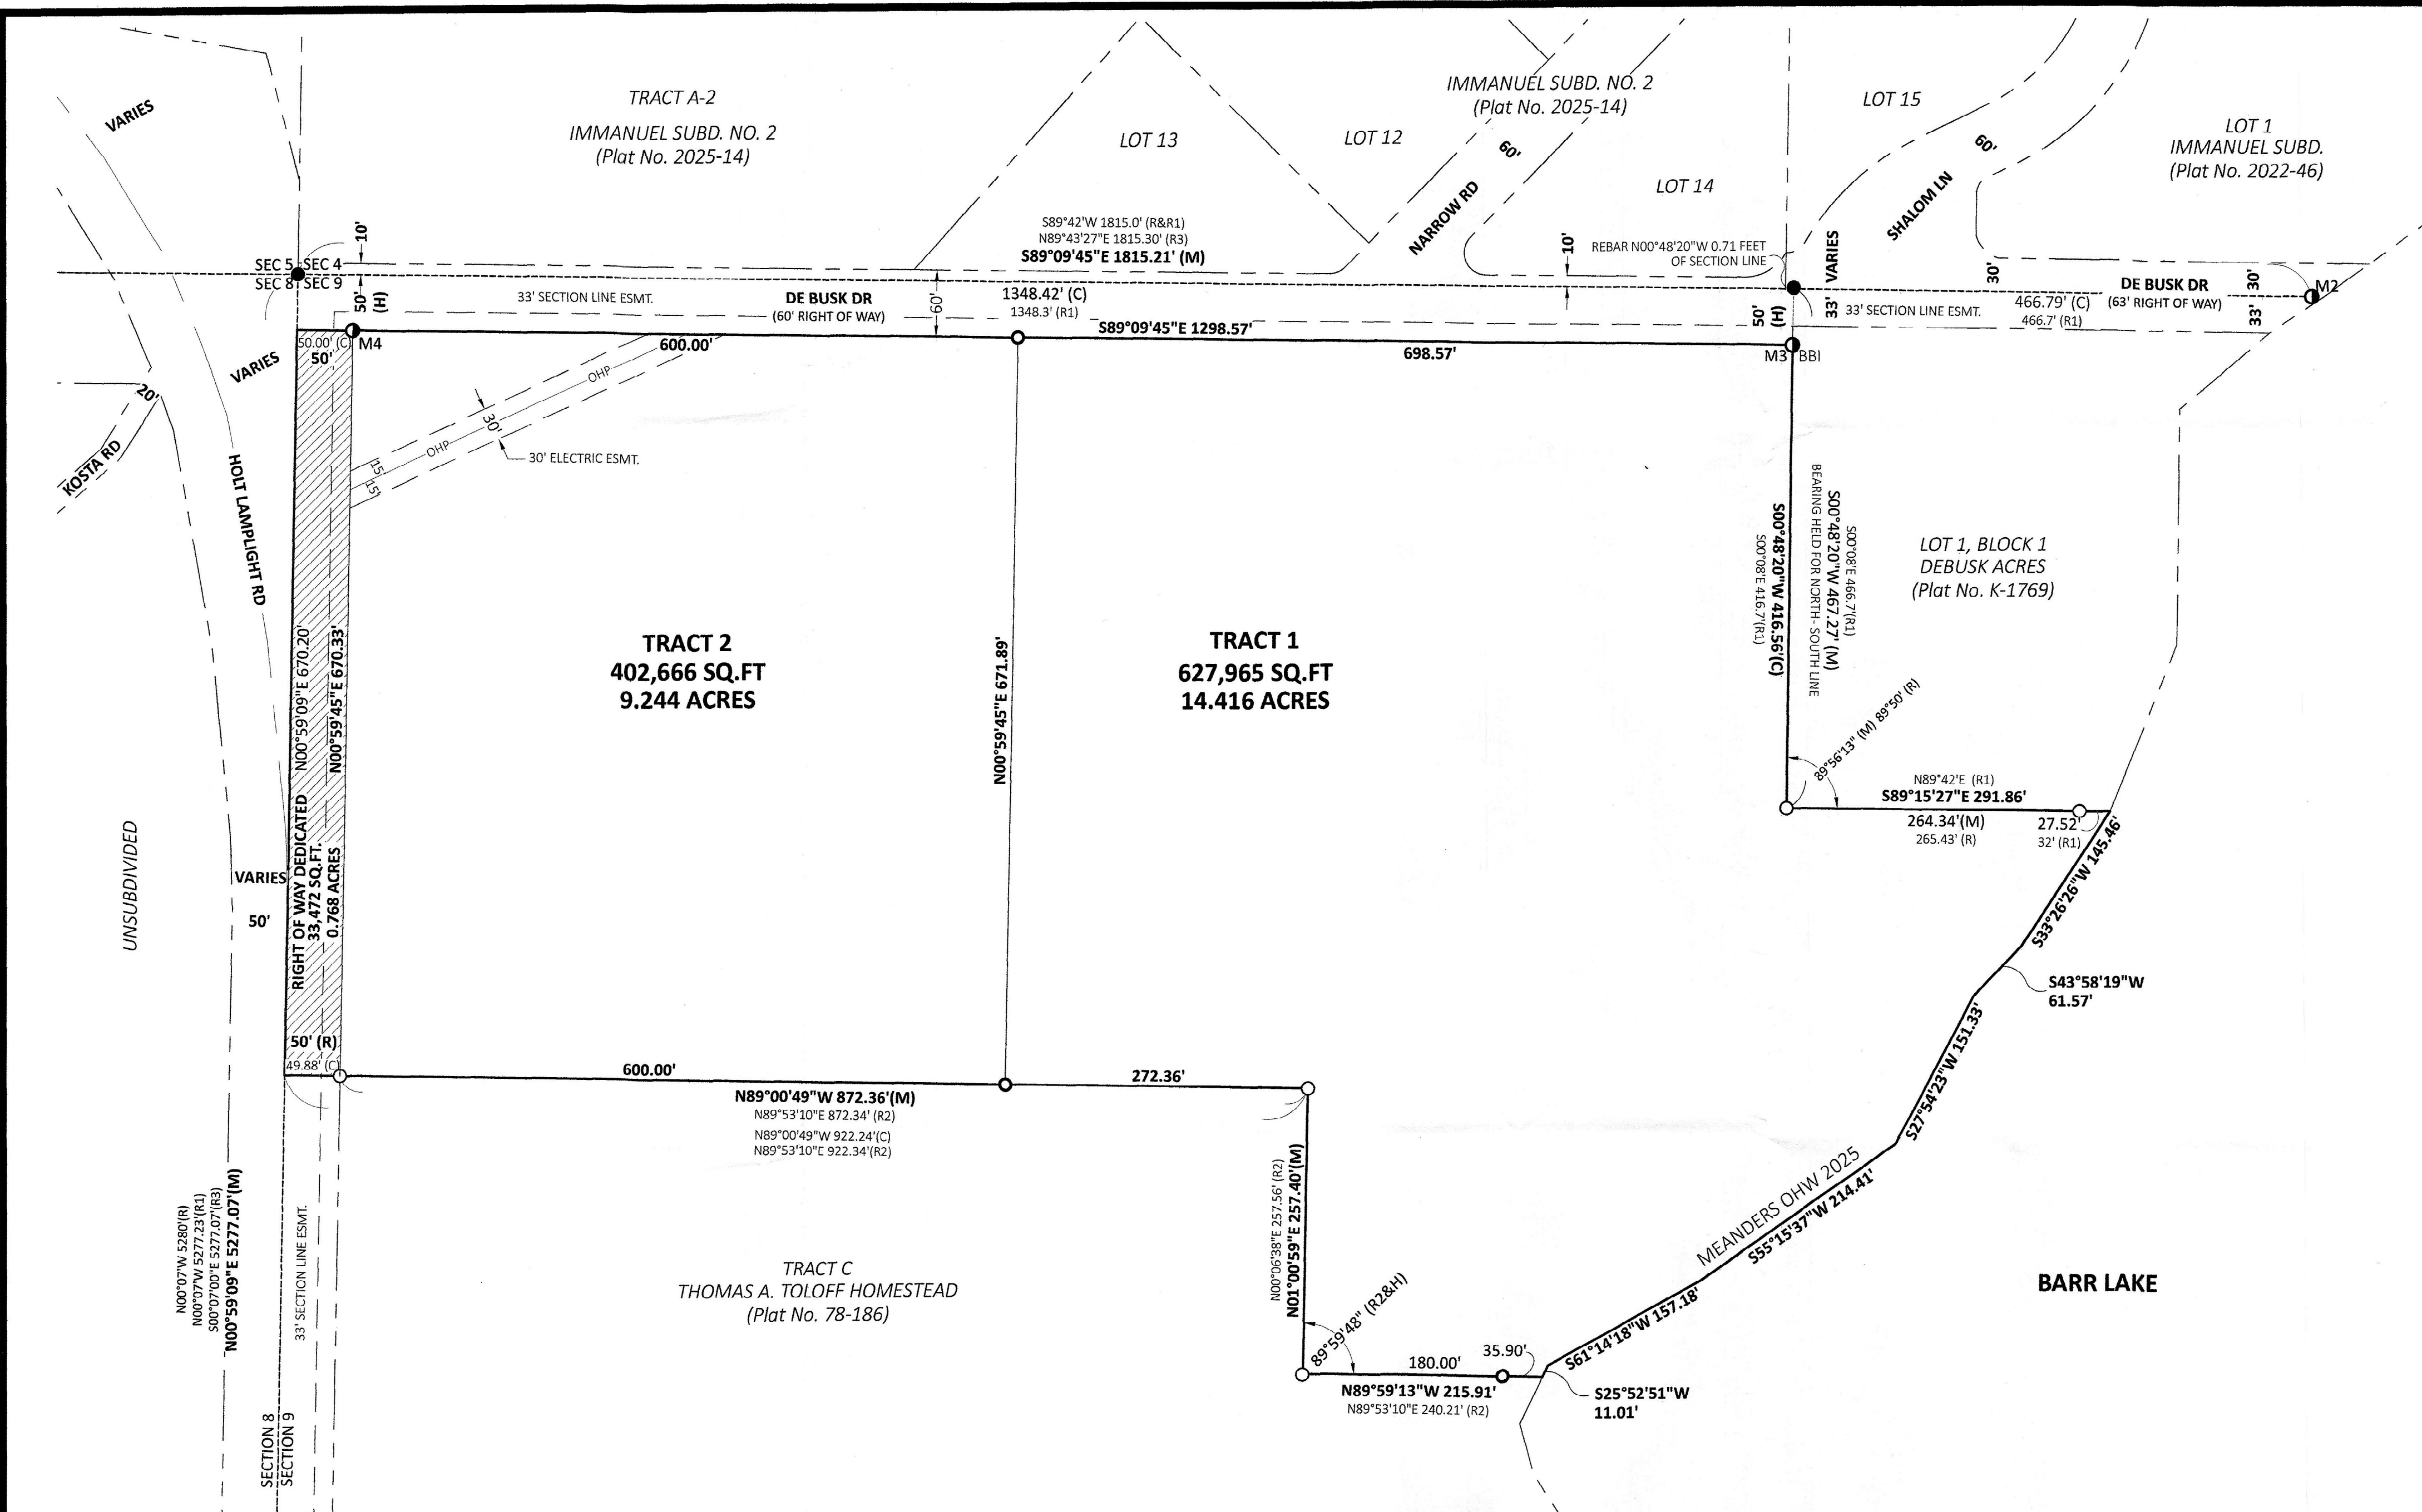 VARIES
TRACT A-2
IMMANUEL SUBD. NO. 2
(Plat No. 2025-14)
LOT 13
LOT 12
IMMANUEL SUBD. NO. 2
(Plat No. 2025-14)
60'
NARROW RD
LOT 14
LOT 15
60'
SHALOM LN
LOT 1
IMMANUEL SUBD.
(Plat No. 2022-46)
S89°42'W 1815.0' (R&R1)
N89°43'27"E 1815.30' (R3)
S89°09'45"E 1815.21' (M)
10'
10'
REBAR N00°48'20"W 0.71 FEET
OF SECTION LINE
VARIES
SEC 5 SEC 4
SEC 8 SEC 9
50'
(H)
33' SECTION LINE ESMT.
DE BUSK DR
(60' RIGHT OF WAY)
60'
1348.42' (C)
1348.3' (R1)
S89°09'45"E 1298.57'
50'
(H)
33'
33' SECTION LINE ESMT.
30'
466.79' (C)
466.7' (R1)
DE BUSK DR
(63' RIGHT OF WAY)
30'
33'
M2
50.00' (C)
50'
M4
600.00'
698.57'
M3
BBI
VARIES
20'
KOSTA RD
HOLT LAMPLIGHT RD
OHP
OHP
30'
15'
15'
30' ELECTRIC ESMT.
N00°59'09"E 670.20'
N00°59'45"E 670.33'
RIGHT OF WAY DEDICATED
33,472 SQ.FT.
0.768 ACRES
TRACT 2
402,666 SQ.FT
9.244 ACRES
N00°59'45"E 671.89'
TRACT 1
627,965 SQ.FT
14.416 ACRES
S00°08'E 416.7'(R1)
S00°48'20"W 416.56'(C)
BEARING HELD FOR NORTH - SOUTH LINE
S00°48'20"W 467.27' (M)
S00°08'E 466.7'(R1)
LOT 1, BLOCK 1
DEBUSK ACRES
(Plat No. K-1769)
89°56'13" (M) 89°50' (R)
N89°42'E (R1)
S89°15'27"E 291.86'
264.34'(M)
265.43' (R)
27.52'
32' (R1)
S33°26'26"W 145.46'
S43°58'19"W
61.57'
S27°54'23"W 151.33'
UNSUBDIVIDED
VARIES
50'
50' (R)
49.88' (C)
600.00'
272.36'
N89°00'49"W 872.36'(M)
N89°53'10"E 872.34' (R2)
N89°00'49"W 922.24'(C)
N89°53'10"E 922.34'(R2)
N00°07'W 5280'(R)
N00°07'W 5277.23'(R1)
S00°07'00"E 5277.07'(R3)
N00°59'09"E 5277.07'(M)
33' SECTION LINE ESMT.
SECTION 8
SECTION 9
TRACT C
THOMAS A. TOLOFF HOMESTEAD
(Plat No. 78-186)
N00°06'38"E 257.56' (R2)
N01°00'59"E 257.40'(M)
89°59'48" (R2&H)
180.00'
35.90'
N89°59'13"W 215.91'
N89°53'10"E 240.21' (R2)
S25°52'51"W
11.01'
S61°14'18"W 157.18'
MEANDERS OHW 2025
S55°15'37"W 214.41'
BARR LAKE